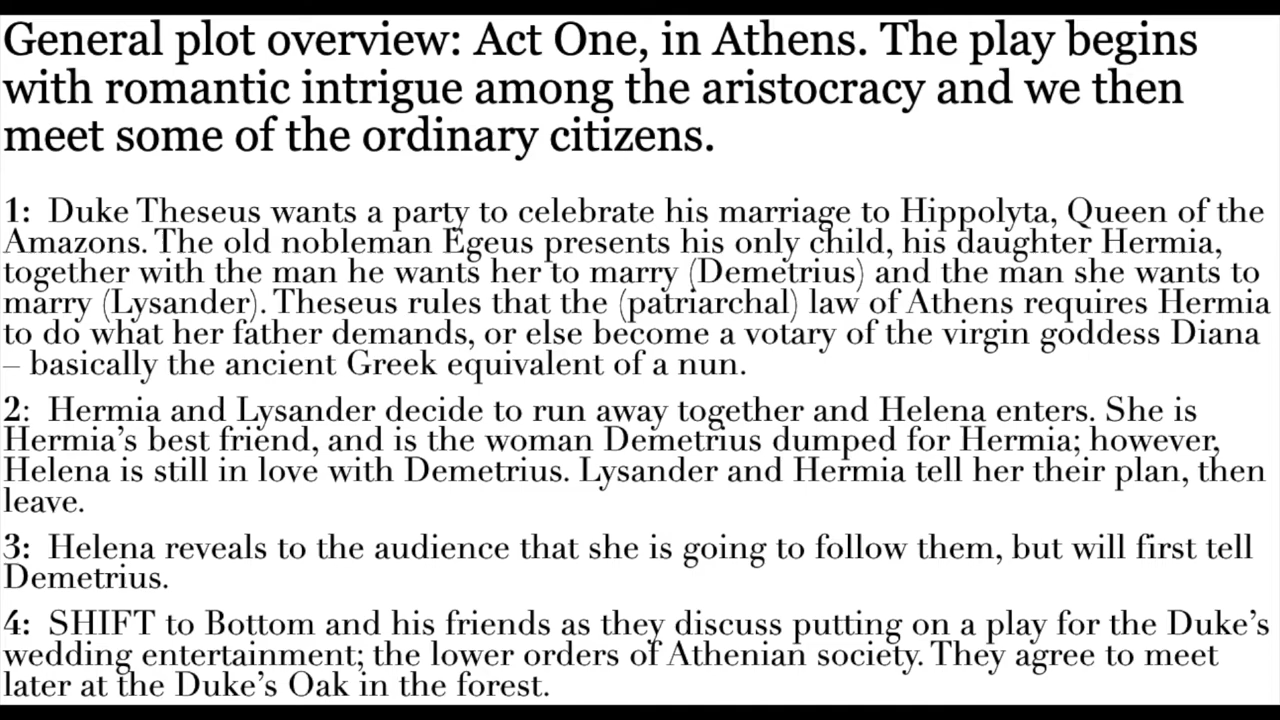 General plot overview: Act One, in Athens. The play begins
with romantic intrigue among the aristocracy and we then
meet some of the ordinary citizens.
1: Duke Theseus wants a party to celebrate his marriage to Hippolyta, Queen of the
Amazons. The old nobleman Egeus presents his only child, his daughter Hermia,
together with the man he wants her to marry (Demetrius) and the man she wants to
marry (Lysander). Theseus rules that the (patriarchal) law of Athens requires Hermia
to do what her father demands, or else become a votary of the virgin goddess Diana
– basically the ancient Greek equivalent of a nun.
2: Hermia and Lysander decide to run away together and Helena enters. She is
Hermia’s best friend, and is the woman Demetrius dumped for Hermia; however,
Helena is still in love with Demetrius. Lysander and Hermia tell her their plan, then
leave.
3: Helena reveals to the audience that she is going to follow them, but will first tell
Demetrius.
4: SHIFT to Bottom and his friends as they discuss putting on a play for the Duke’s
wedding entertainment; the lower orders of Athenian society. They agree to meet
later at the Duke’s Oak in the forest.